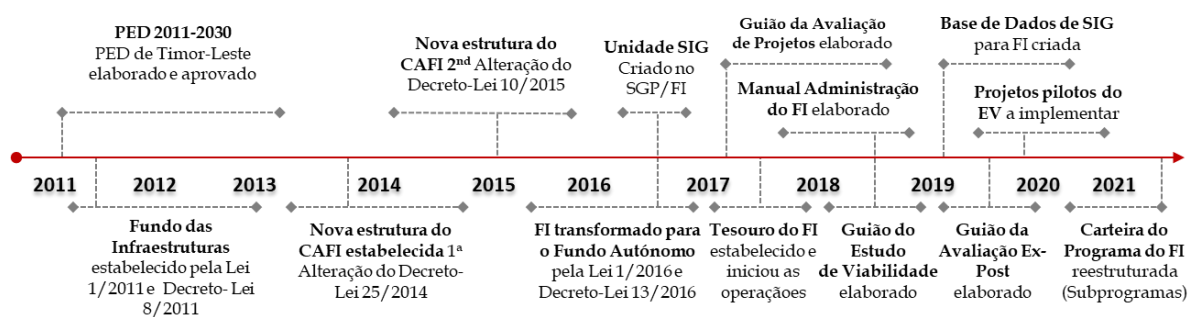 PED 2011-2030
PED de Timor-Leste
elaborado e aprovado
Nova estrutura do
CAFI 2nd Alteração do
Decreto-Lei 10/2015
Unidade SIG
Criado no
SGP/FI
Guião da Avaliação
de Projetos elaborado
Manual Administração
do FI elaborado
Base de Dados de SIG
para FI criada
Projetos pilotos do
EV a implementar
2011 2012 2013 2014 2015 2016 2017 2018 2019 2020 2021
Fundo das
Infraestruturas
estabelecido pela Lei
1/2011 e Decreto- Lei
8/2011
Nova estrutura do
CAFI estabelecida 1ª
Alteração do Decreto-
Lei 25/2014
FI transformado para
o Fundo Autónomo
pela Lei 1/2016 e
Decreto-Lei 13/2016
Tesouro do FI
estabelecido e
iniciou as
operaçãoes
Guião do
Estudo
de Viabilidade
elaborado
Guião da
Avaliação Ex-
Post
elaborado
Carteira do
Programa do FI
reestruturada
(Subprogramas)